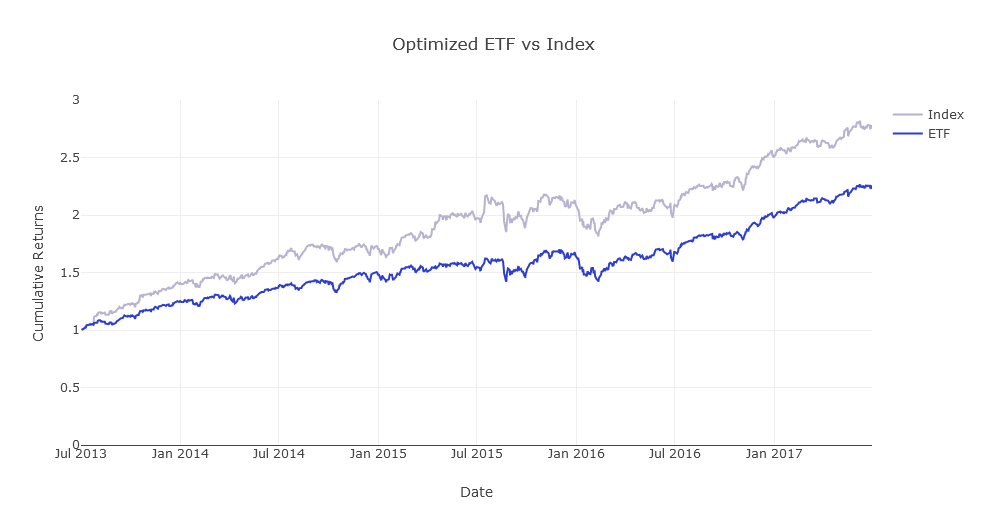 Optimized ETF vs Index
Index
ETF
3
2.5
2
1.5
1
0.5
0
Cumulative Returns
Jul 2013 Jan 2014 Jul 2014 Jan 2015 Jul 2015 Jan 2016 Jul 2016 Jan 2017
Date